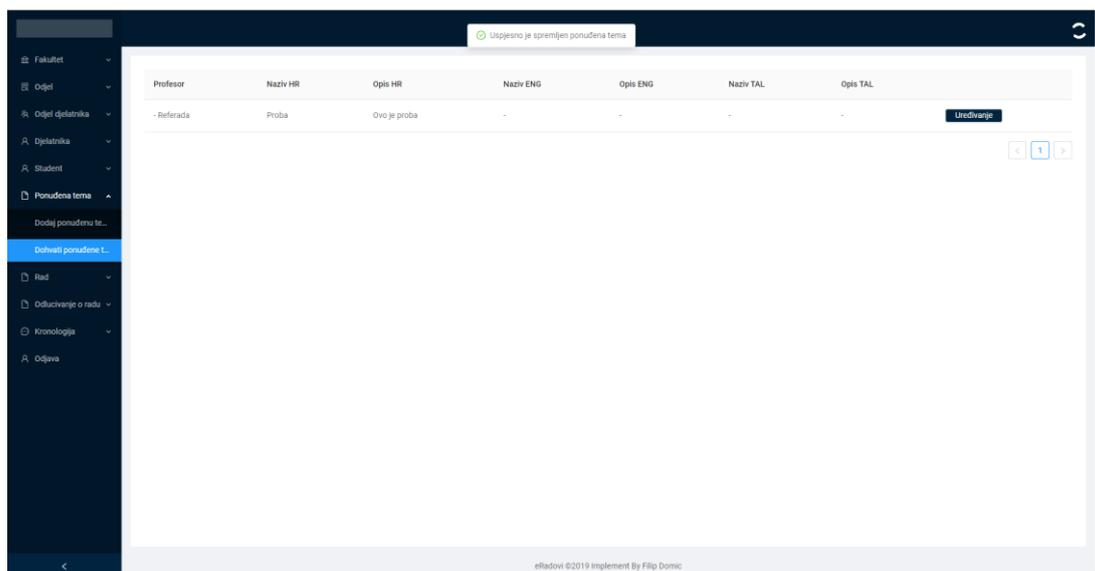 Uspjesno je spremljen ponuđena tema
Fakultet
Odjel
Odjel djelatnika
Djelatnika
Student
Ponuđena tema
Dodaj ponuđenu te...
Dohvati ponuđene t...
Rad
Odlucivanje o radu
Kronologija
Odjava
Profesor Naziv HR Opis HR Naziv ENG Opis ENG Naziv TAL Opis TAL
- Referada Proba Ovo je proba - - - - Uređivanje
< 1 >
<
eRadovi ©2019 Implement By Filip Domic